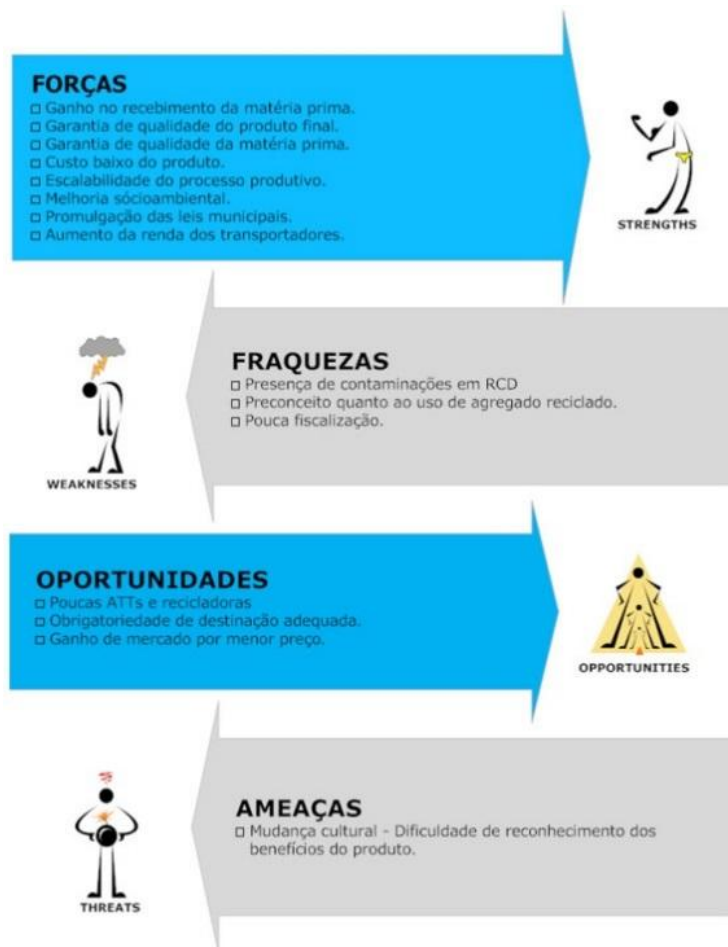 FORÇAS
□ Ganho no recebimento da matéria prima.
□ Garantia de qualidade do produto final.
□ Garantia de qualidade da matéria prima.
□ Custo baixo do produto.
□ Escalabilidade do processo produtivo.
□ Melhoria sócioambiental.
□ Promulgação das leis municipais.
□ Aumento da renda dos transportadores.
STRENGTHS
FRAQUEZAS
□ Presença de contaminações em RCD
□ Preconceito quanto ao uso de agregado reciclado.
□ Pouca fiscalização.
WEAKNESSES
OPORTUNIDADES
□ Poucas ATTs e recicladoras
□ Obrigatoriedade de destinação adequada.
□ Ganho de mercado por menor preço.
OPPORTUNITIES
AMEAÇAS
□ Mudança cultural - Dificuldade de reconhecimento dos
benefícios do produto.
THREATS